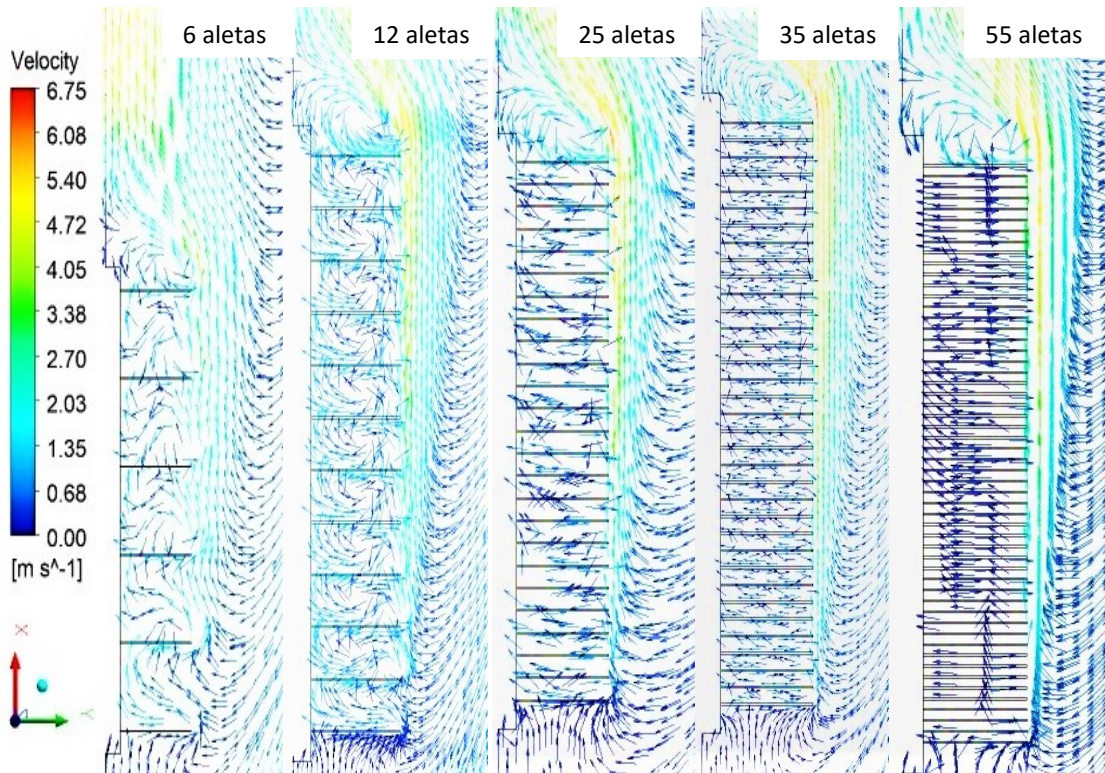 6 aletas
12 aletas
25 aletas
35 aletas
55 aletas
Velocity
6.75
6.08
5.40
4.72
4.05
3.38
2.70
2.03
1.35
0.68
0.00
[m s^-1]
X
Y